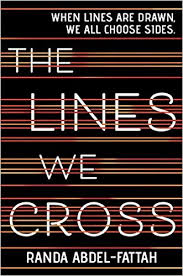 WHEN LINES ARE DRAWN,
WE ALL CHOOSE SIDES.
THE
LINES
WE
CROSS
RANDA ABDEL-FATTAH